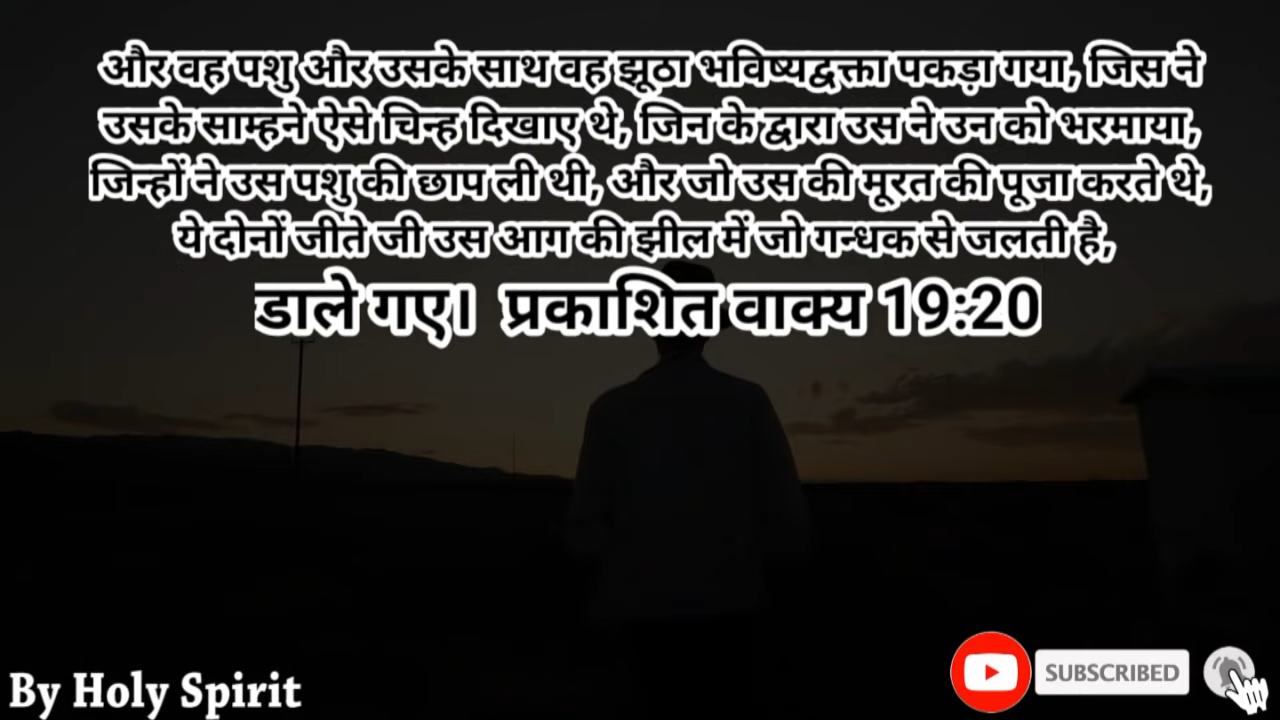 और वह पशु और उसके साथ वह झूठा भविष्यद्वक्ता पकड़ा गया, जिस ने
उसके साम्हने ऐसे चिन्ह दिखाए थे, जिन के द्वारा उस ने उन को भरमाया,
जिन्हों ने उस पशु की छाप ली थी, और जो उस की मूरत की पूजा करते थे,
ये दोनों जीते जी उस आग की झील में जो गन्धक से जलती है,
डाले गए। प्रकाशित वाक्य 19:20
By Holy Spirit
SUBSCRIBED